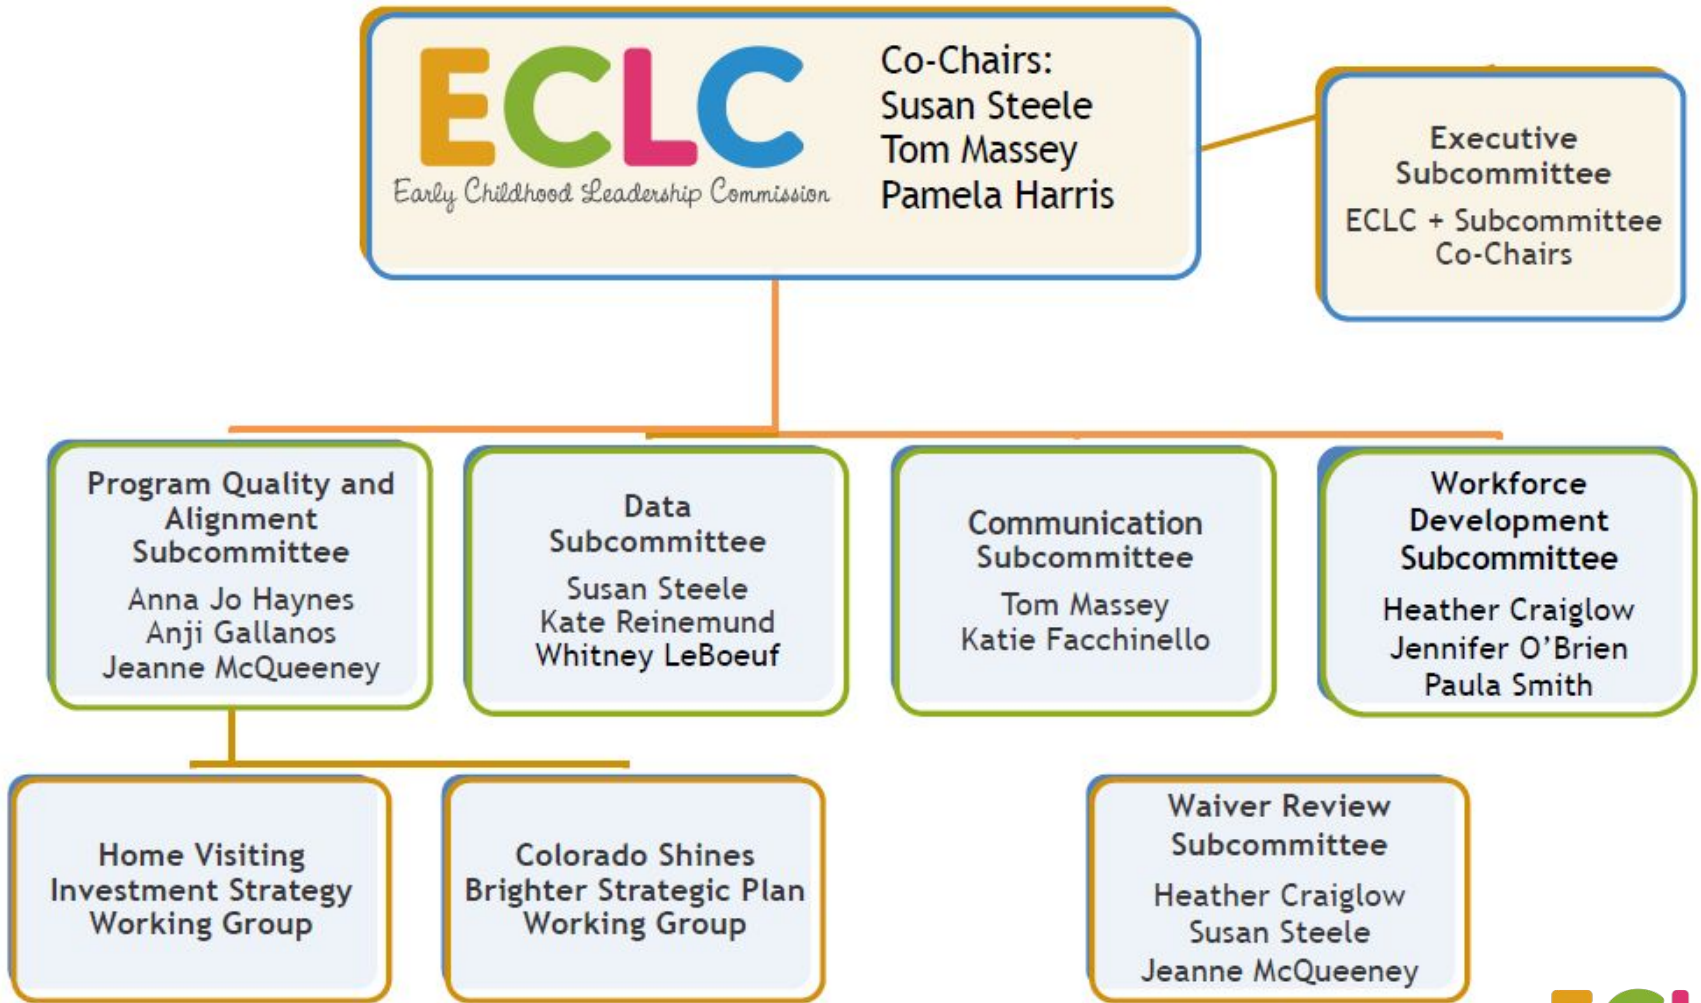 ECLC
Early Childhood Leadership Commission
Co-Chairs:
Susan Steele
Tom Massey
Pamela Harris
Executive
Subcommittee
ECLC + Subcommittee
Co-Chairs
Program Quality and
Alignment
Subcommittee
Anna Jo Haynes
Anji Gallanos
Jeanne McQueeney
Data
Subcommittee
Susan Steele
Kate Reinemund
Whitney LeBoeuf
Communication
Subcommittee
Tom Massey
Katie Facchinello
Workforce
Development
Subcommittee
Heather Craiglow
Jennifer O’Brien
Paula Smith
Home Visiting
Investment Strategy
Working Group
Colorado Shines
Brighter Strategic Plan
Working Group
Waiver Review
Subcommittee
Heather Craiglow
Susan Steele
Jeanne McQueeney